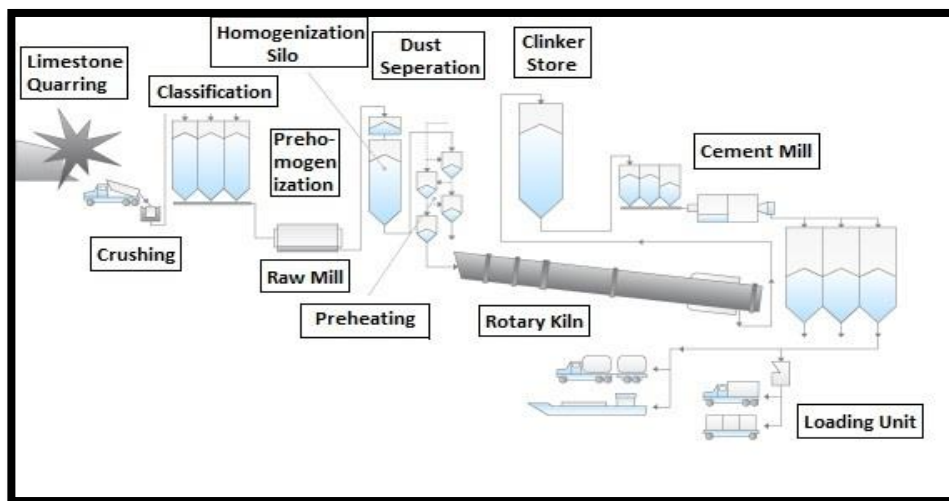 Limestone
Quarring
Classification
Homogenization
Silo
Dust
Seperation
Clinker
Store
Preho-
mogen
ization
Cement Mill
Crushing
Raw Mill
Preheating
Rotary Kiln
Loading Unit